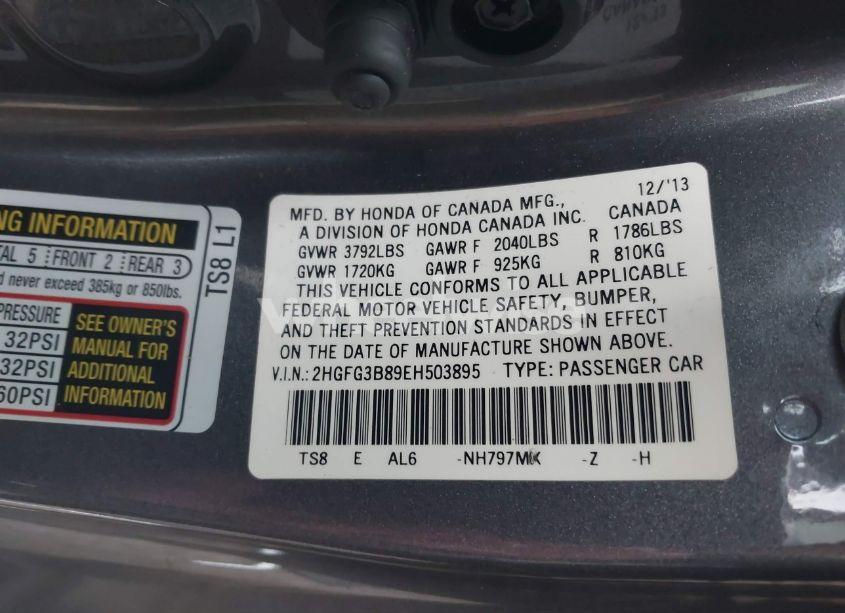 NG INFORMATION
TAL 5 FRONT 2 REAR 3
d never exceed 385kg or 850lbs.
PRESSURE
32PSI
32PSI
60PSI
SEE OWNER'S
MANUAL FOR
ADDITIONAL
INFORMATION
TS8 L1
12/'13
MFD. BY HONDA OF CANADA MFG.,
A DIVISION OF HONDA CANADA INC. CANADA
GVWR 3792LBS GAWR F 2040LBS R 1786LBS
GVWR 1720KG GAWR F 925KG R 810KG
THIS VEHICLE CONFORMS TO ALL APPLICABLE
FEDERAL MOTOR VEHICLE SAFETY, BUMPER,
AND THEFT PREVENTION STANDARDS IN EFFECT
ON THE DATE OF MANUFACTURE SHOWN ABOVE.
V.I.N.: 2HGFG3B89EH503895 TYPE: PASSENGER CAR
TS8 E AL6 -NH797MK -Z -H